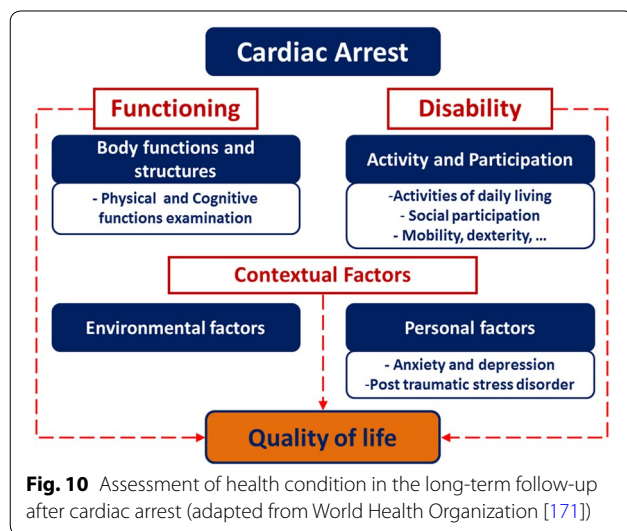 Cardiac Arrest
Functioning
Disability
Body functions and
structures
- Physical and Cognitive
functions examination
Activity and Participation
-Activities of daily living
- Social participation
- Mobility, dexterity, ...
Contextual Factors
Environmental factors
Personal factors
- Anxiety and depression
-Post traumatic stress disorder
Quality of life
Fig. 10 Assessment of health condition in the long-term follow-up
after cardiac arrest (adapted from World Health Organization [171])